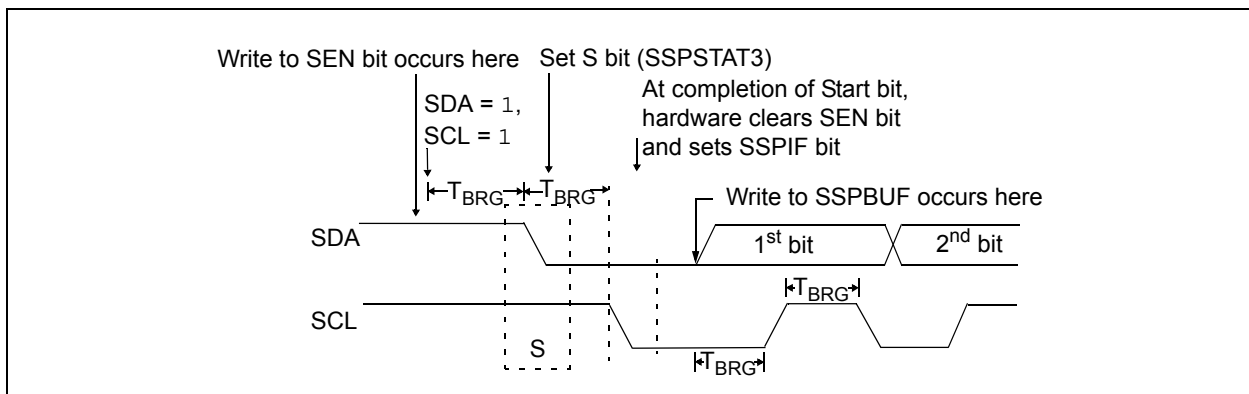 Write to SEN bit occurs here
Set S bit (SSPSTAT3)
SDA = 1,
SCL = 1
At completion of Start bit,
hardware clears SEN bit
and sets SSPIF bit
TBRG
TBRG
Write to SSPBUF occurs here
SDA
1st bit
2nd bit
TBRG
SCL
S
TBRG